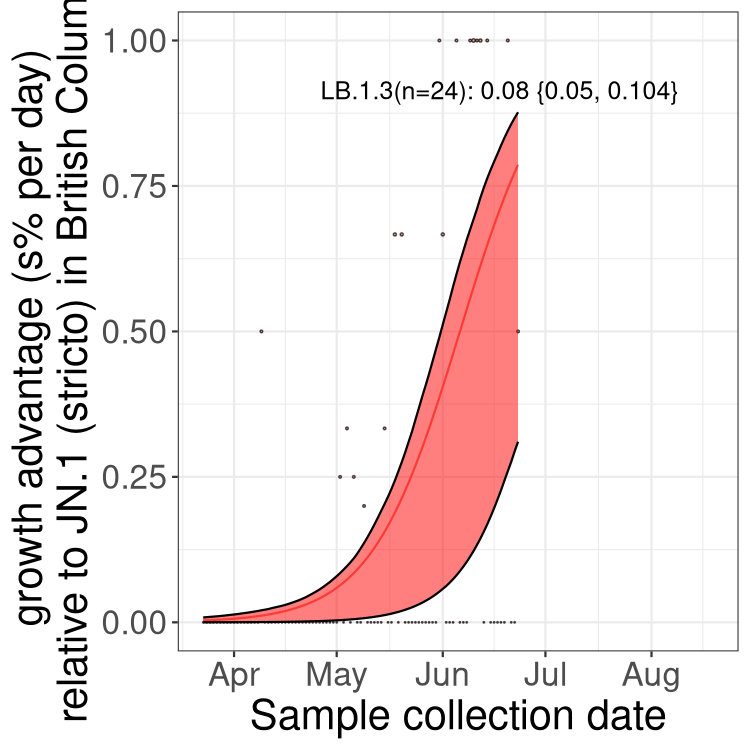 growth advantage (s% per day)
relative to JN.1 (stricto) in British Colum
1.00
0.75
0.50
0.25
0.00
LB.1.3(n=24): 0.08 {0.05, 0.104}
Apr May Jun Jul Aug
Sample collection date